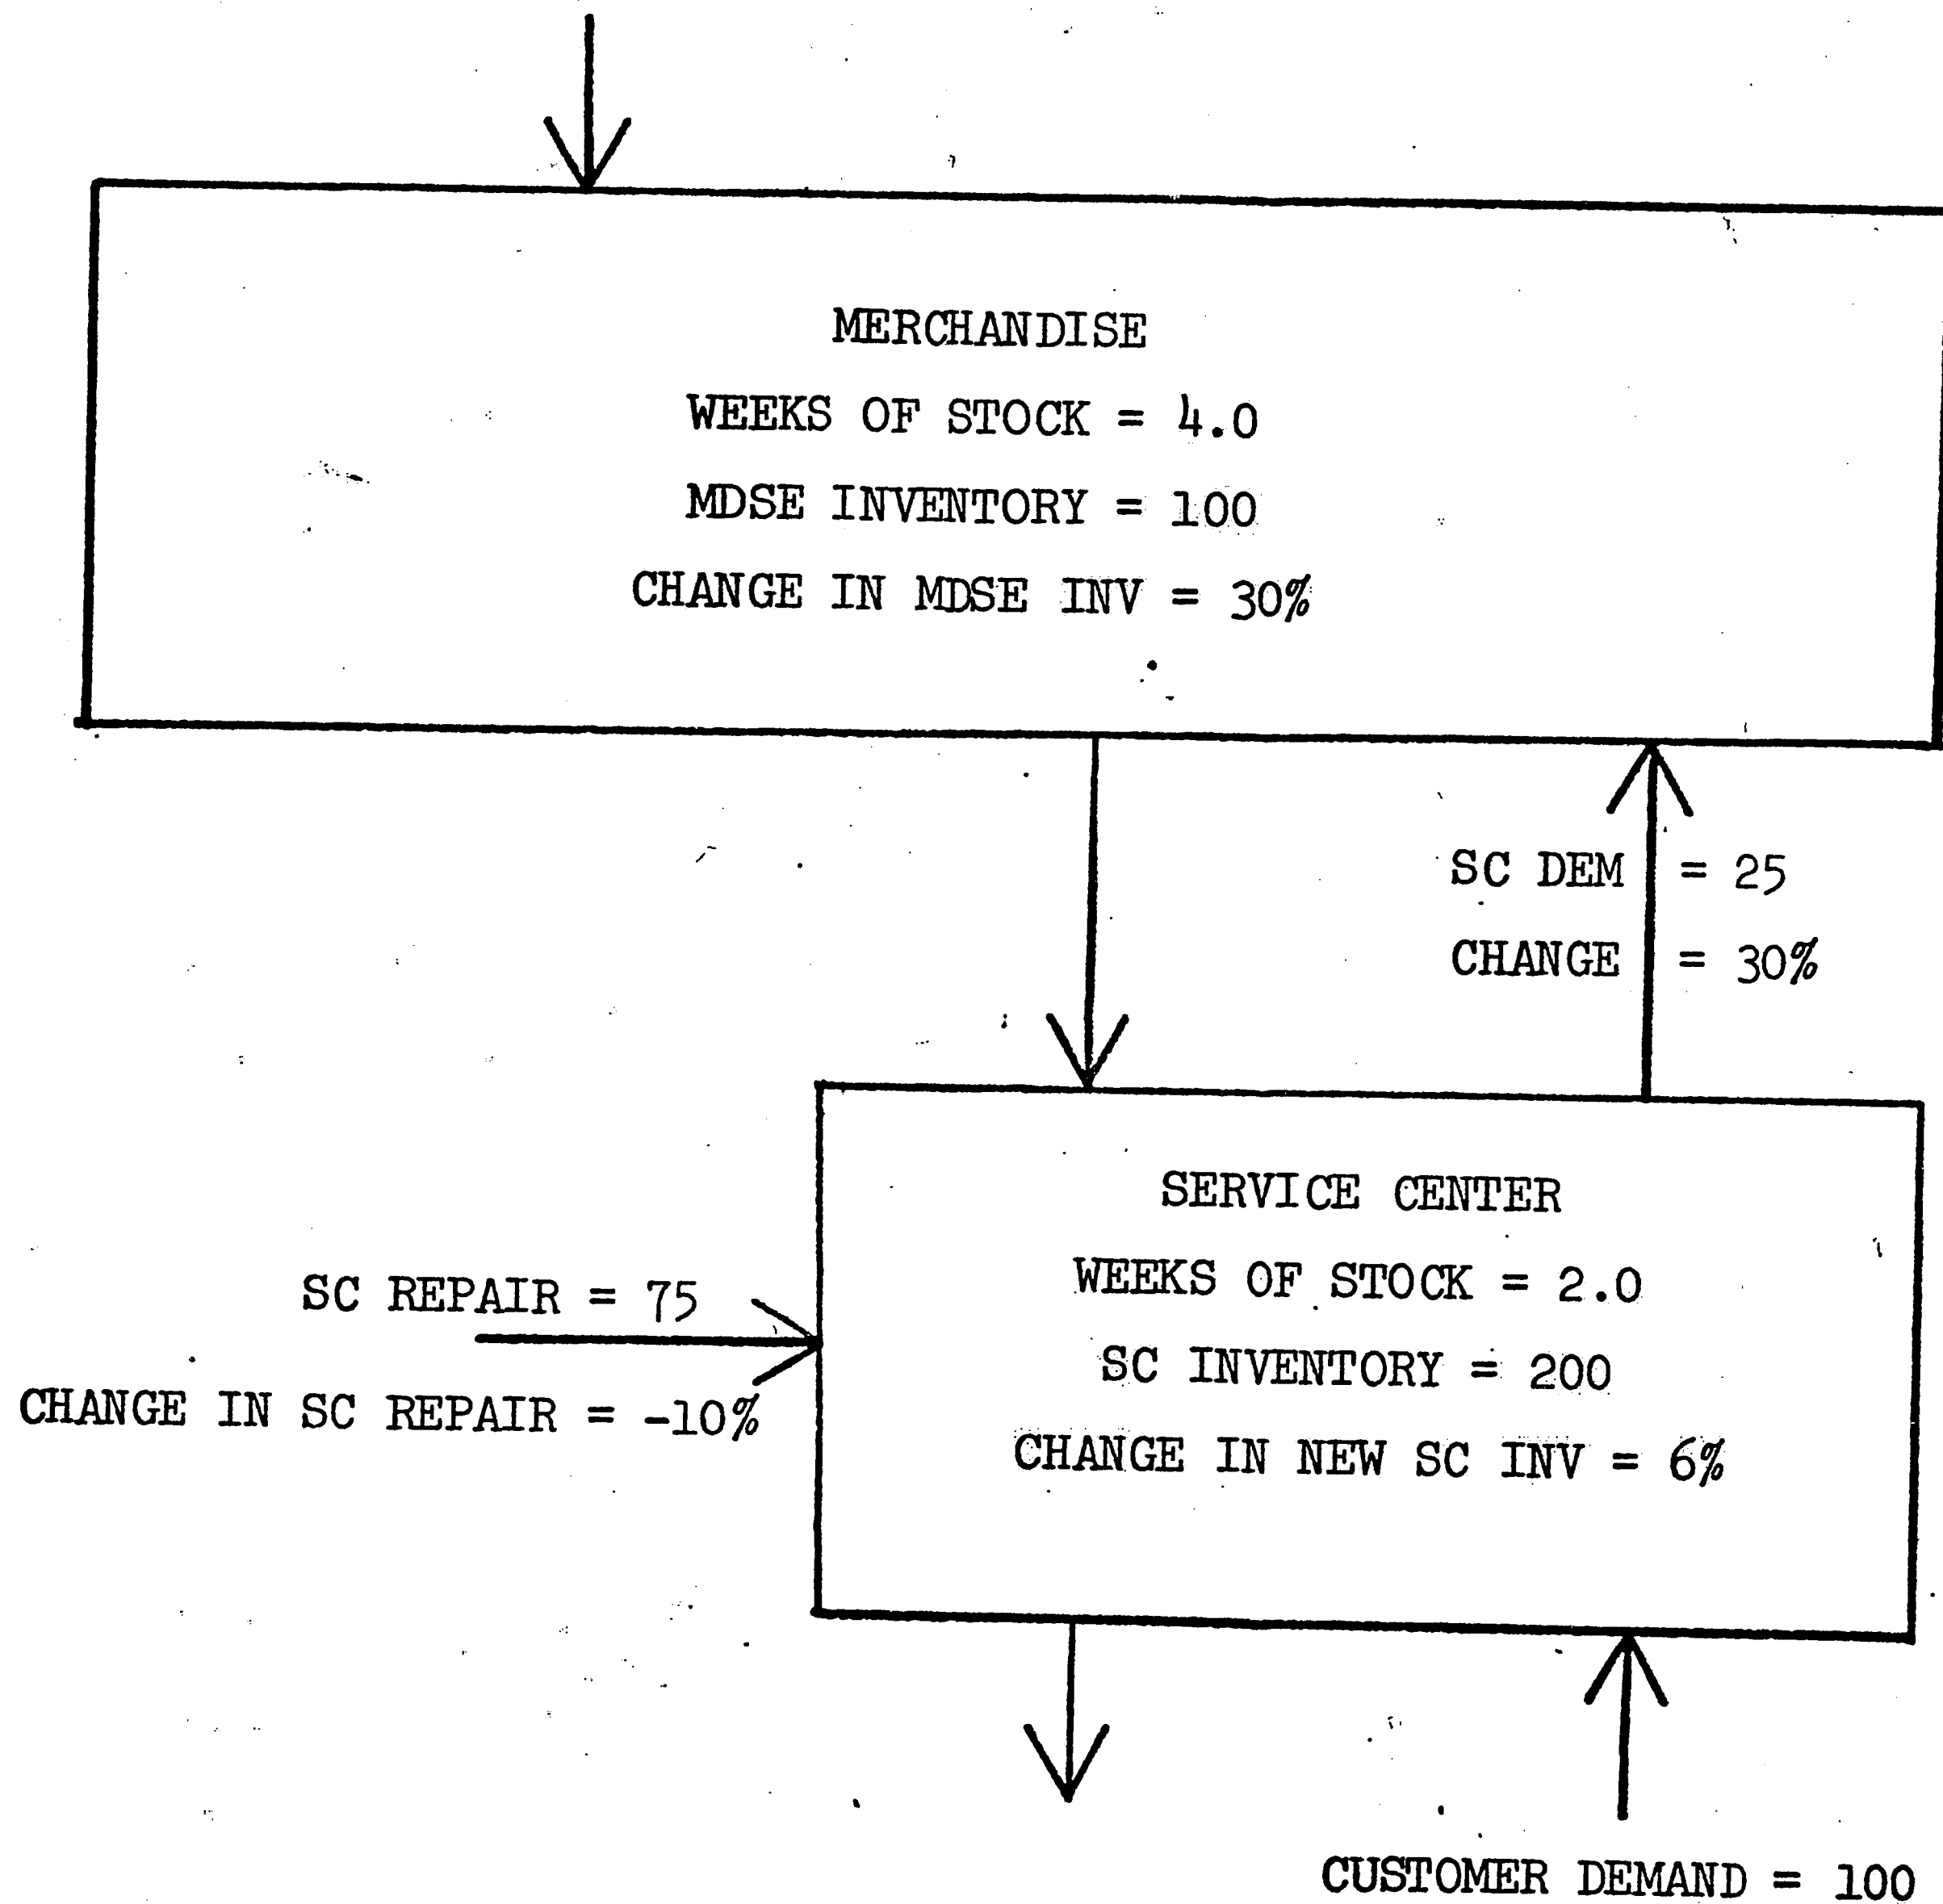 MERCHANDISE
WEEKS OF STOCK = 4.0
MDSE INVENTORY = 100
CHANGE IN MDSE INV = 30%
SC DEM = 25
CHANGE = 30%
SERVICE CENTER
WEEKS OF STOCK = 2.0
SC INVENTORY = 200
CHANGE IN NEW SC INV = 6%
SC REPAIR = 75
CHANGE IN SC REPAIR = -10%
CUSTOMER DEMAND = 100